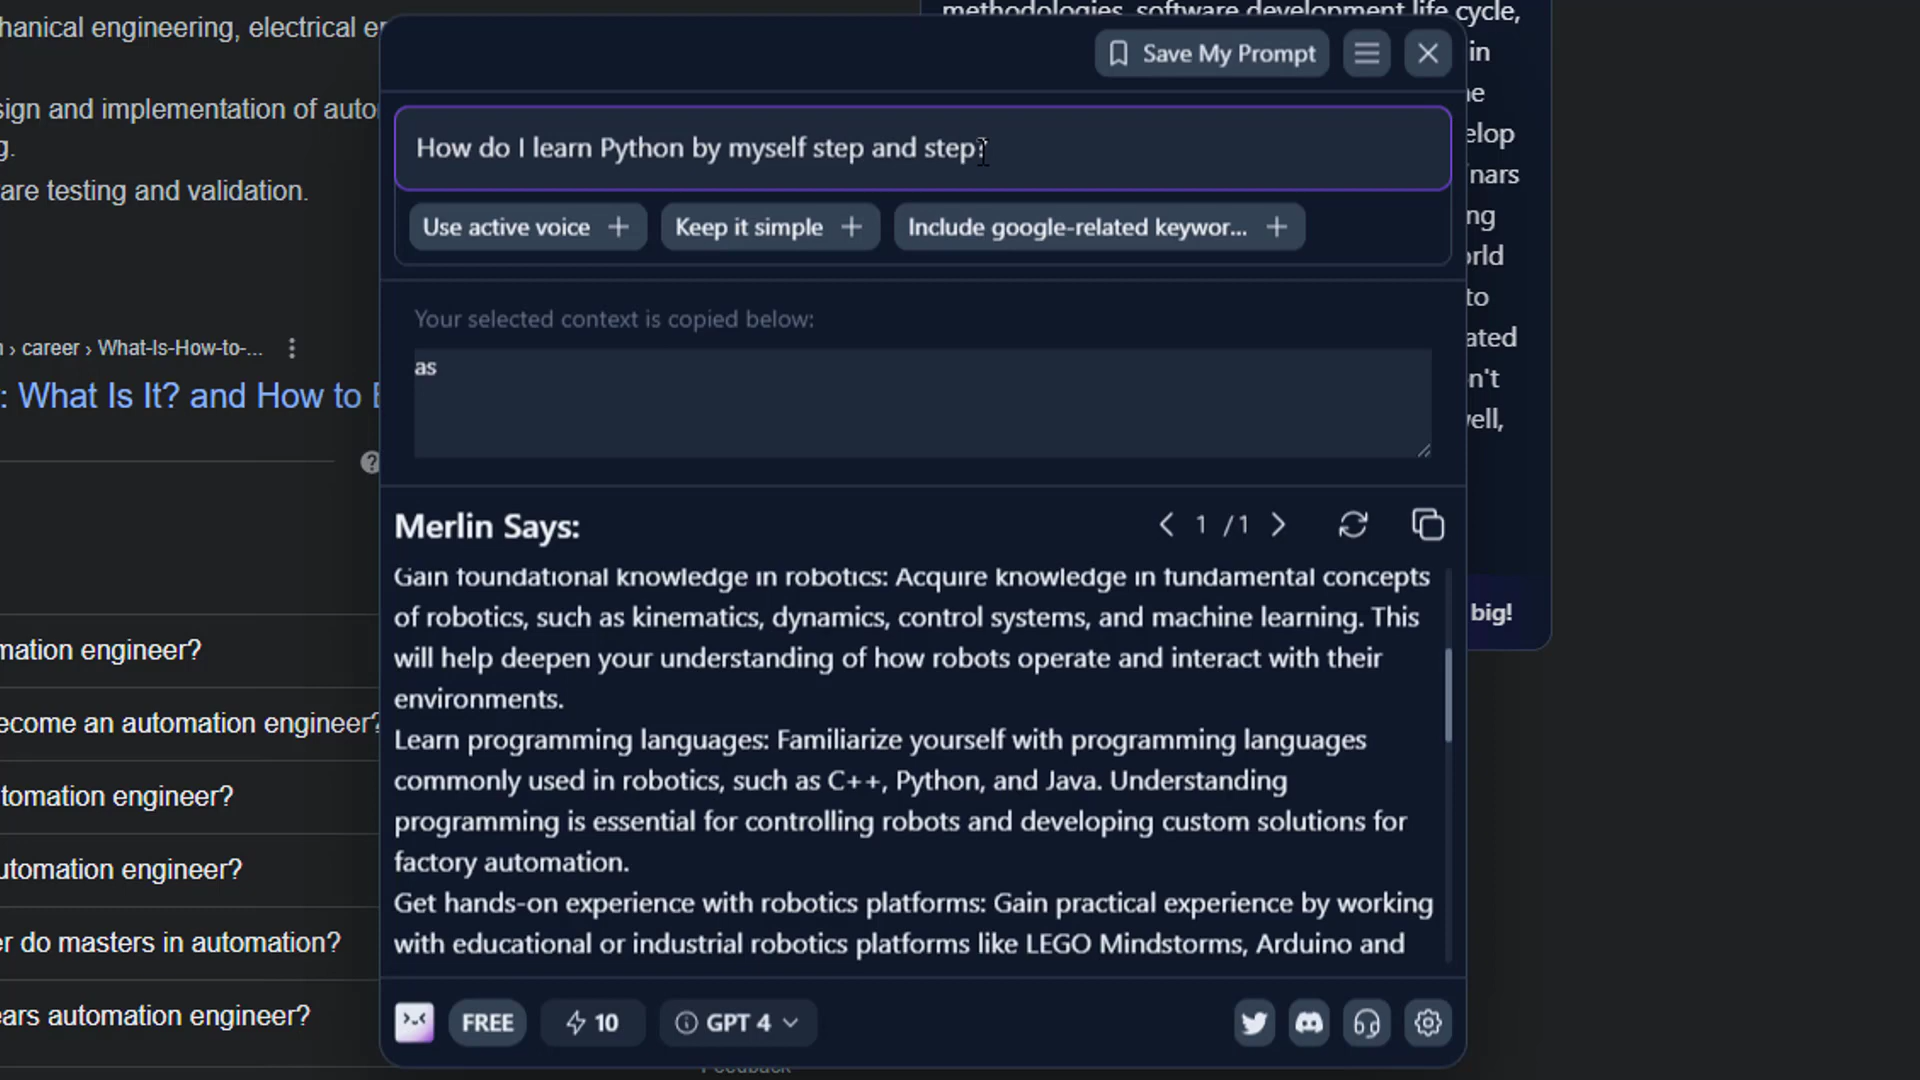 hanical engineering, electrical e
sign and implementation of auto
g.
are testing and validation.
› career › What-Is-How-to-...
: What Is It? and How to
mation engineer?
ecome an automation engineer?
tomation engineer?
utomation engineer?
er do masters in automation?
ears automation engineer?
Save My Prompt
How do I learn Python by myself step and step?
Use active voice +
Keep it simple +
Include google-related keywor... +
Your selected context is copied below:
as
Merlin Says:
1 /1
Gain foundational knowledge in robotics: Acquire knowledge in fundamental concepts
of robotics, such as kinematics, dynamics, control systems, and machine learning. This
will help deepen your understanding of how robots operate and interact with their
environments.
Learn programming languages: Familiarize yourself with programming languages
commonly used in robotics, such as C++, Python, and Java. Understanding
programming is essential for controlling robots and developing custom solutions for
factory automation.
Get hands-on experience with robotics platforms: Gain practical experience by working
with educational or industrial robotics platforms like LEGO Mindstorms, Arduino and
FREE
10
GPT 4
Feedback
methodologies, software development life cycle,
in
ne
elop
nars
ng
orld
to
ated
n't
vell,
big!